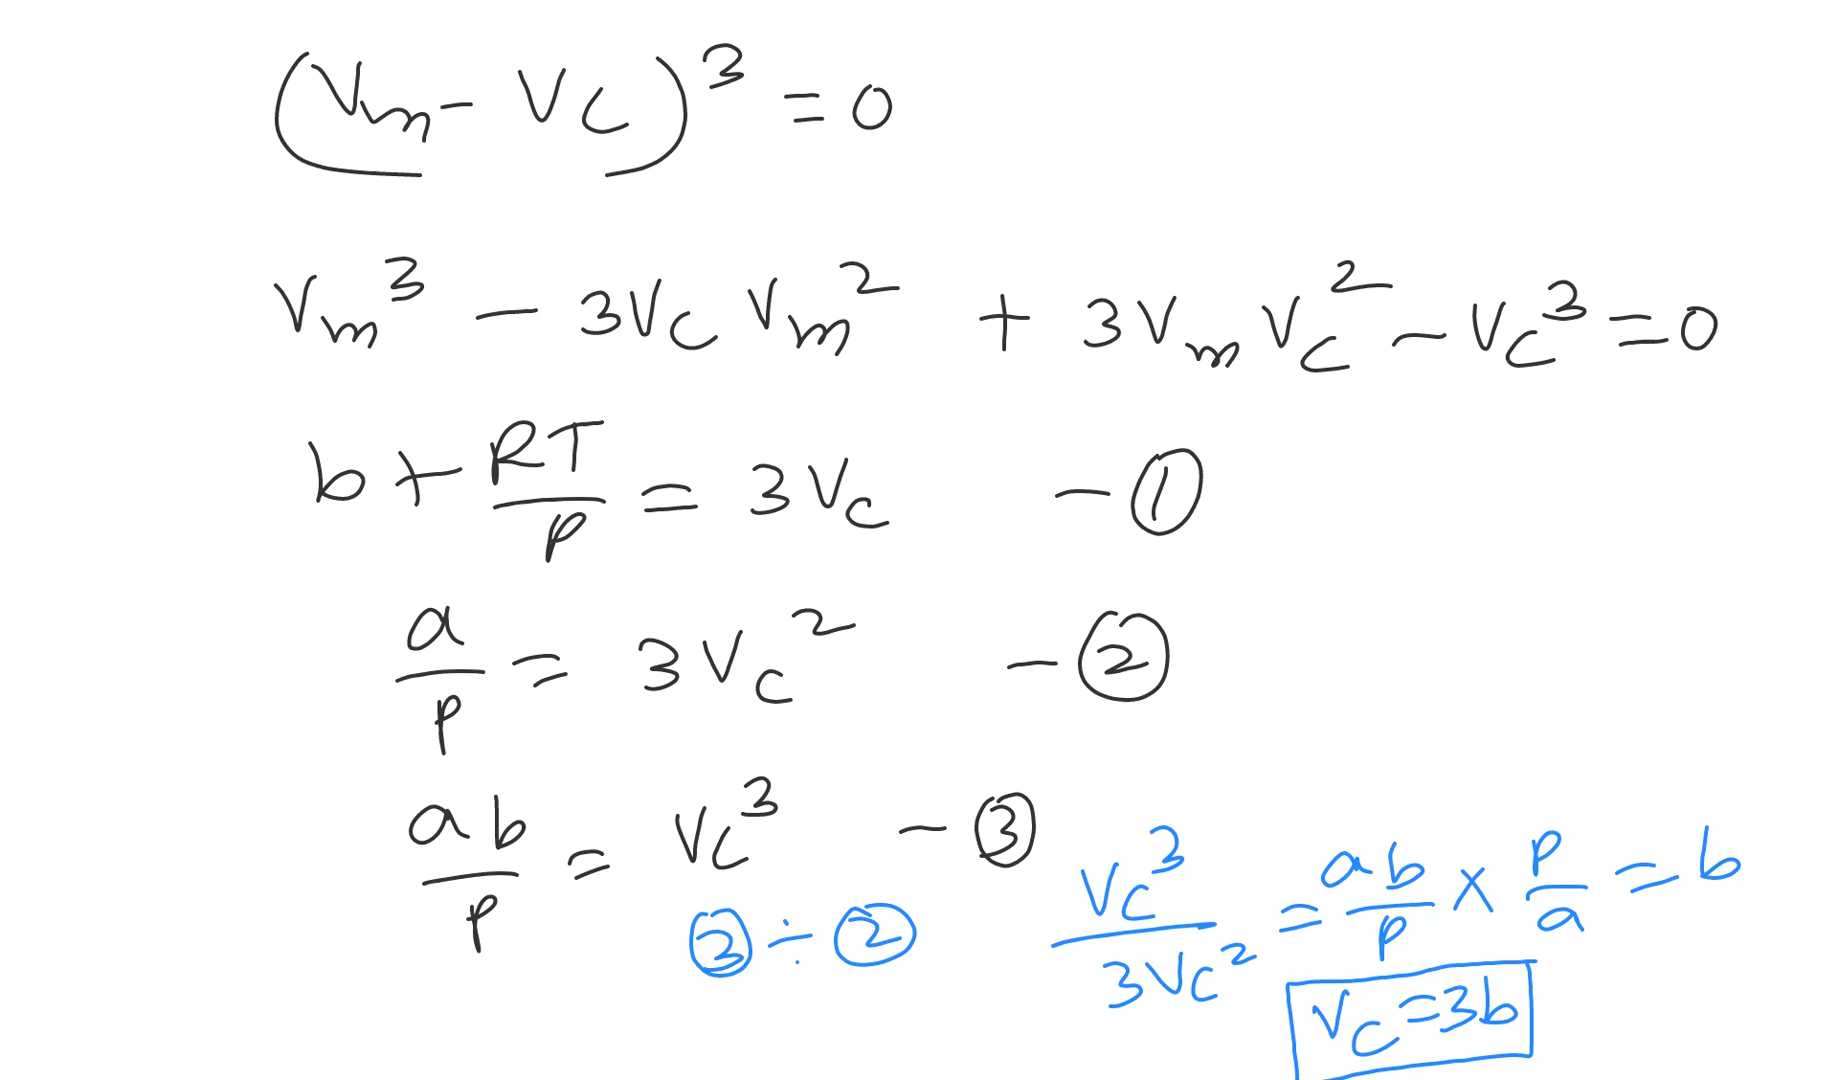 (Vm - VC)³ = 0
Vm³ - 3VC Vm² + 3Vm VC² - VC³ = 0
b + RT/P = 3VC - ①
a/P = 3VC² - ②
ab/P = VC³ - ③
③ ÷ ② VC³/3VC² = ab/P × P/a = b
VC = 3b